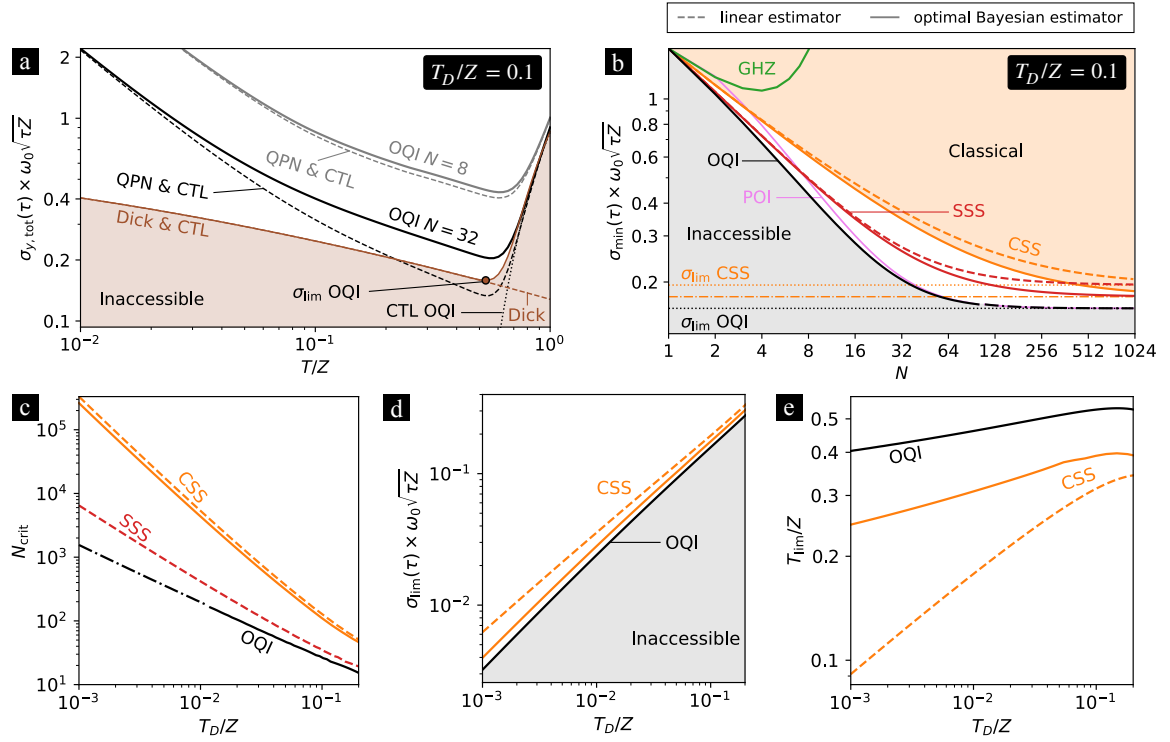 linear estimator
optimal Bayesian estimator
a
T_D/Z = 0.1
OQI N = 8
QPN & CTL
QPN & CTL
OQI N = 32
Dick & CTL
Inaccessible
σ_lim OQI
CTL OQI
Dick
2
1
0.4
0.2
0.1
σ_{y, tot}(τ) × ω_0√τZ
10^{-2}
10^{-1}
10^0
T/Z
b
GHZ
T_D/Z = 0.1
OQI
Classical
POI
SSS
Inaccessible
CSS
σ_lim CSS
σ_lim OQI
1
0.8
0.6
0.4
0.3
0.2
σ_min(τ) × ω_0√τZ
1 2 4 8 16 32 64 128 256 512 1024
N
c
CSS
SSS
OQI
10^5
10^4
10^3
10^2
10^1
N_crit
10^{-3}
10^{-2}
10^{-1}
T_D/Z
d
CSS
OQI
Inaccessible
10^{-1}
10^{-2}
σ_lim(τ) × ω_0√τZ
10^{-3}
10^{-2}
10^{-1}
T_D/Z
e
OQI
CSS
0.5
0.4
0.3
0.2
0.1
T_lim/Z
10^{-3}
10^{-2}
10^{-1}
T_D/Z